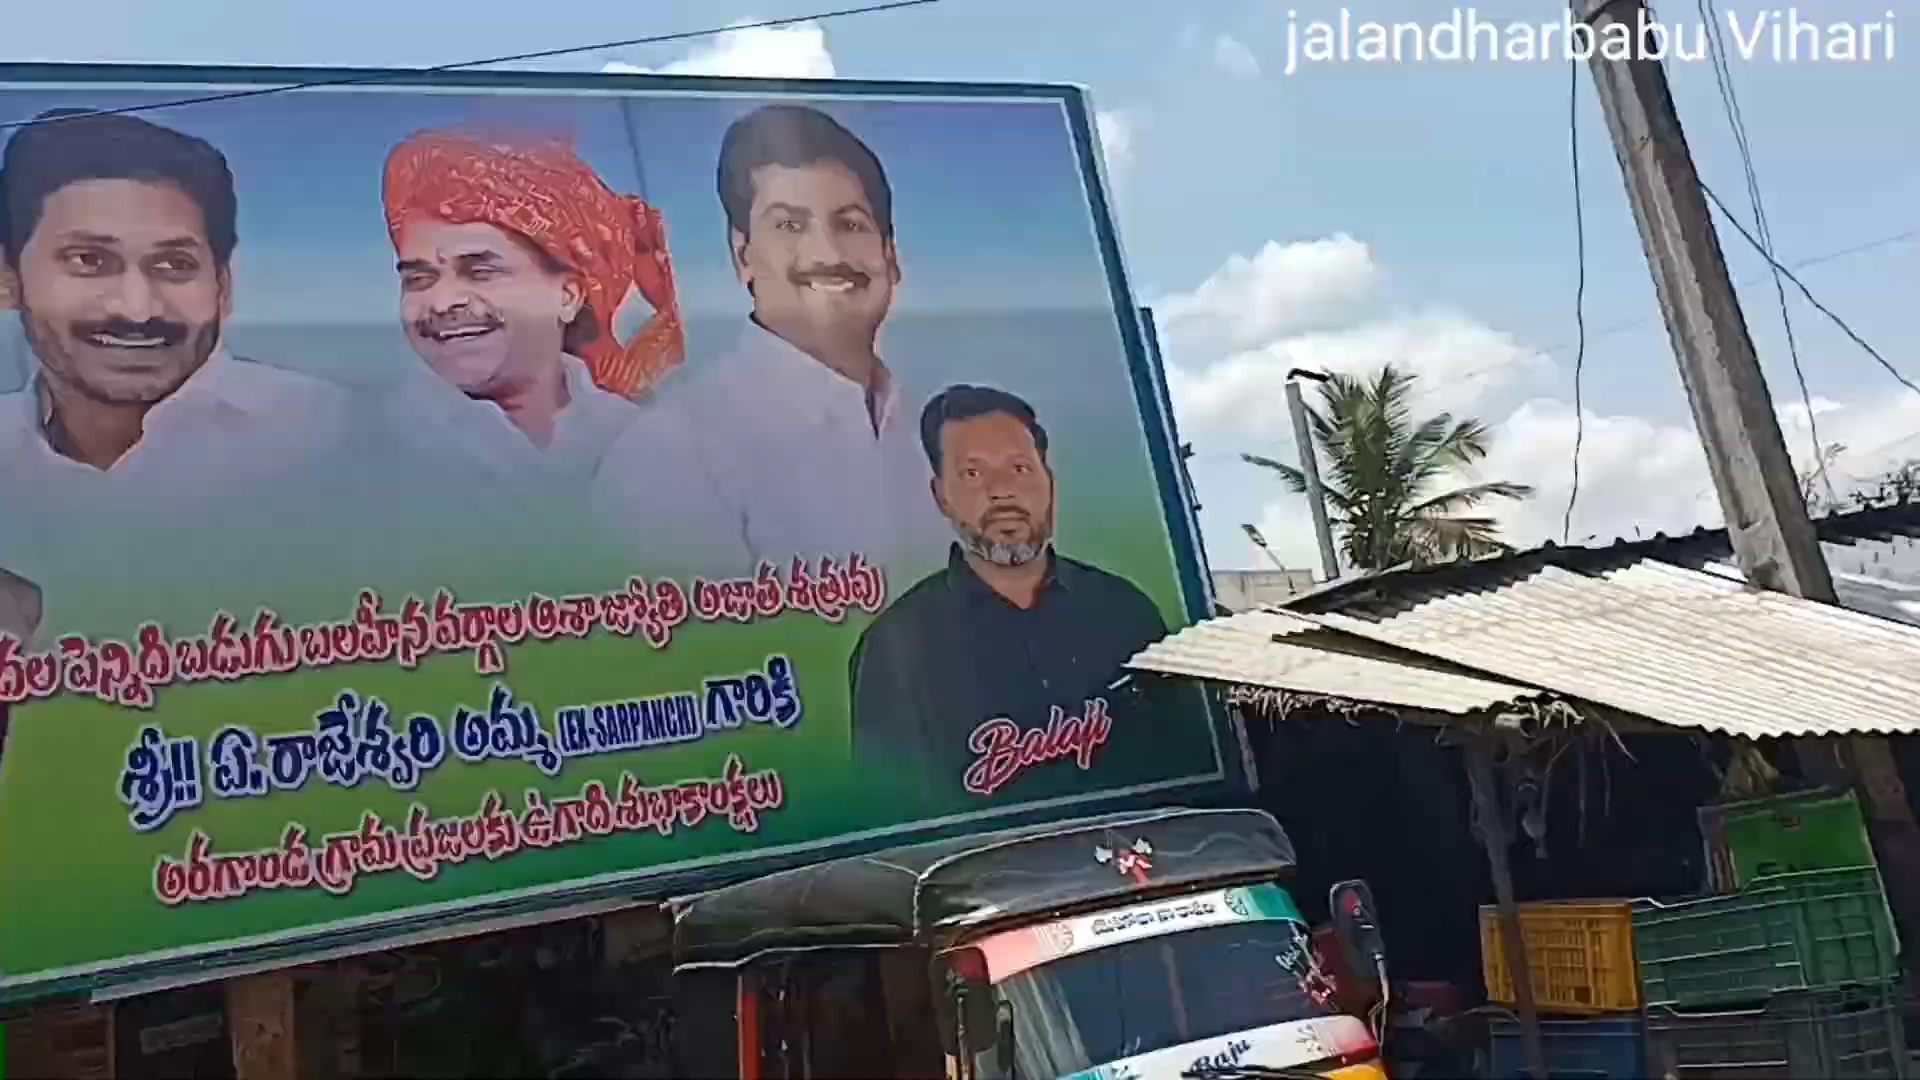 jalandharbabu Vihari
దల పెన్నిది బడుగు బలహీన వర్గాల ఆశా జ్యోతి అజాత శత్రువు
శ్రీ!! ఏ. రాజేశ్వరి అమ్మ (EX-SARPANCH) గారికి
అరగొండ గ్రామ ప్రజలకు ఉగాది శుభాకాంక్షలు
Balaji
Raju